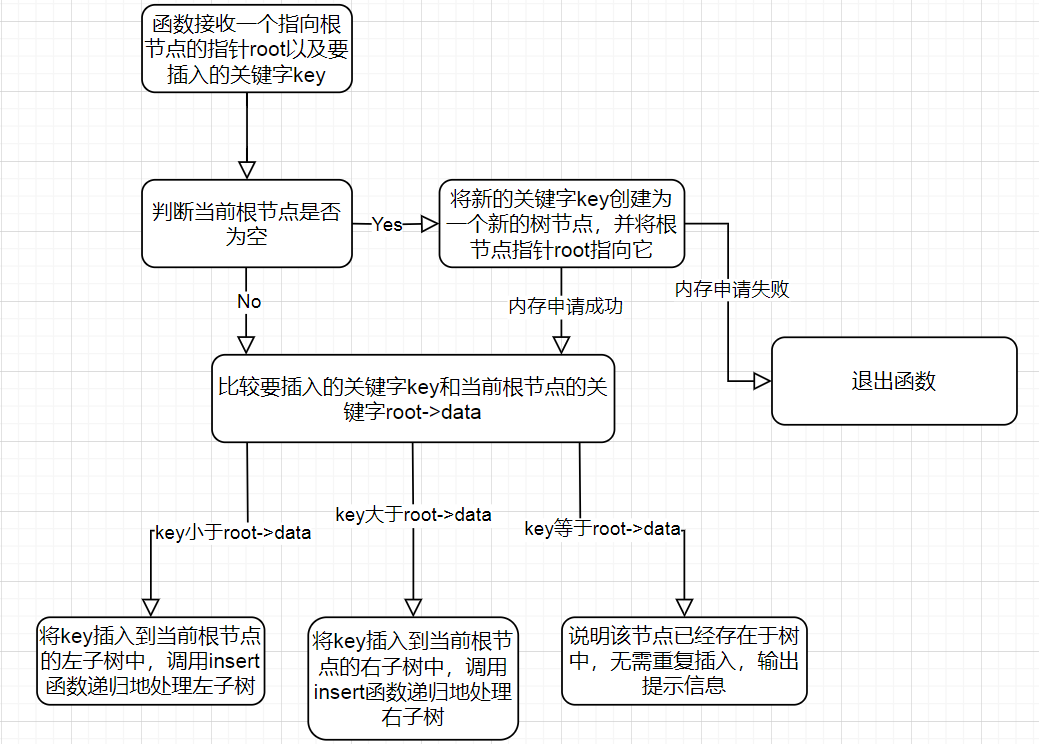 函数接收一个指向根
节点的指针root以及要
插入的关键字key
判断当前根节点是否
为空
Yes
将新的关键字key创建为
一个新的树节点，并将根
节点指针root指向它
No
内存申请成功
内存申请失败
比较要插入的关键字key和当前根节点的关
键字root->data
退出函数
key小于root->data
key大于root->data
key等于root->data
将key插入到当前根节点
的左子树中，调用insert
函数递归地处理左子树
将key插入到当前根节
点的右子树中，调用
insert函数递归地处理
右子树
说明该节点已经存在于树
中，无需重复插入，输出
提示信息